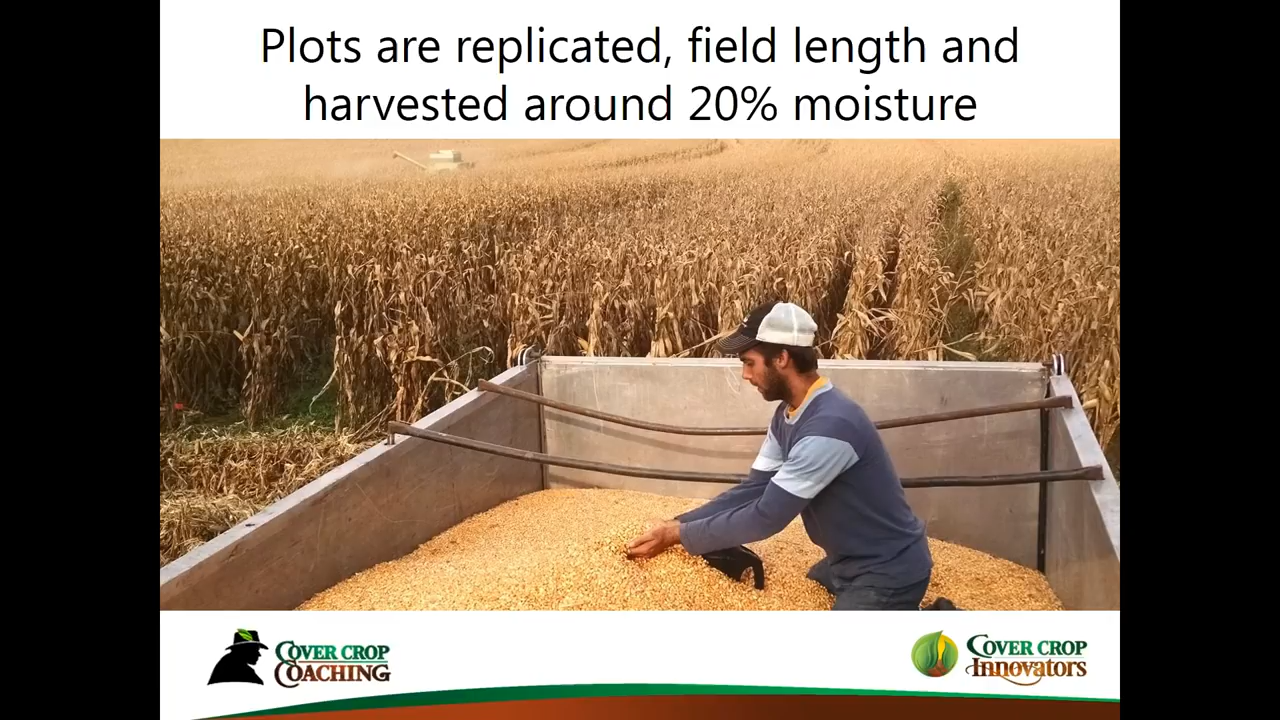 Plots are replicated, field length and
harvested around 20% moisture
COVER CROP
COACHING
COVER CROP
Innovators